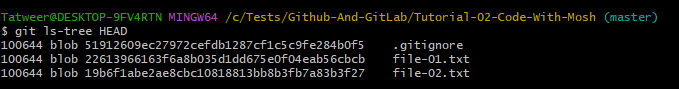 Tatweer@DESKTOP-9FV4RTN MINGW64 /c/Tests/Github-And-GitLab/Tutorial-02-Code-With-Mosh (master)
$ git ls-tree HEAD
100644 blob 51912609ec27972cefdb1287cf1c5c9fe284b0f5    .gitignore
100644 blob 22613966163f6a8b035d1dd675e0f04eab56cbcb    file-01.txt
100644 blob 19b6f1abe2ae8cbc10818813bb8b3fb7a83b3f27    file-02.txt